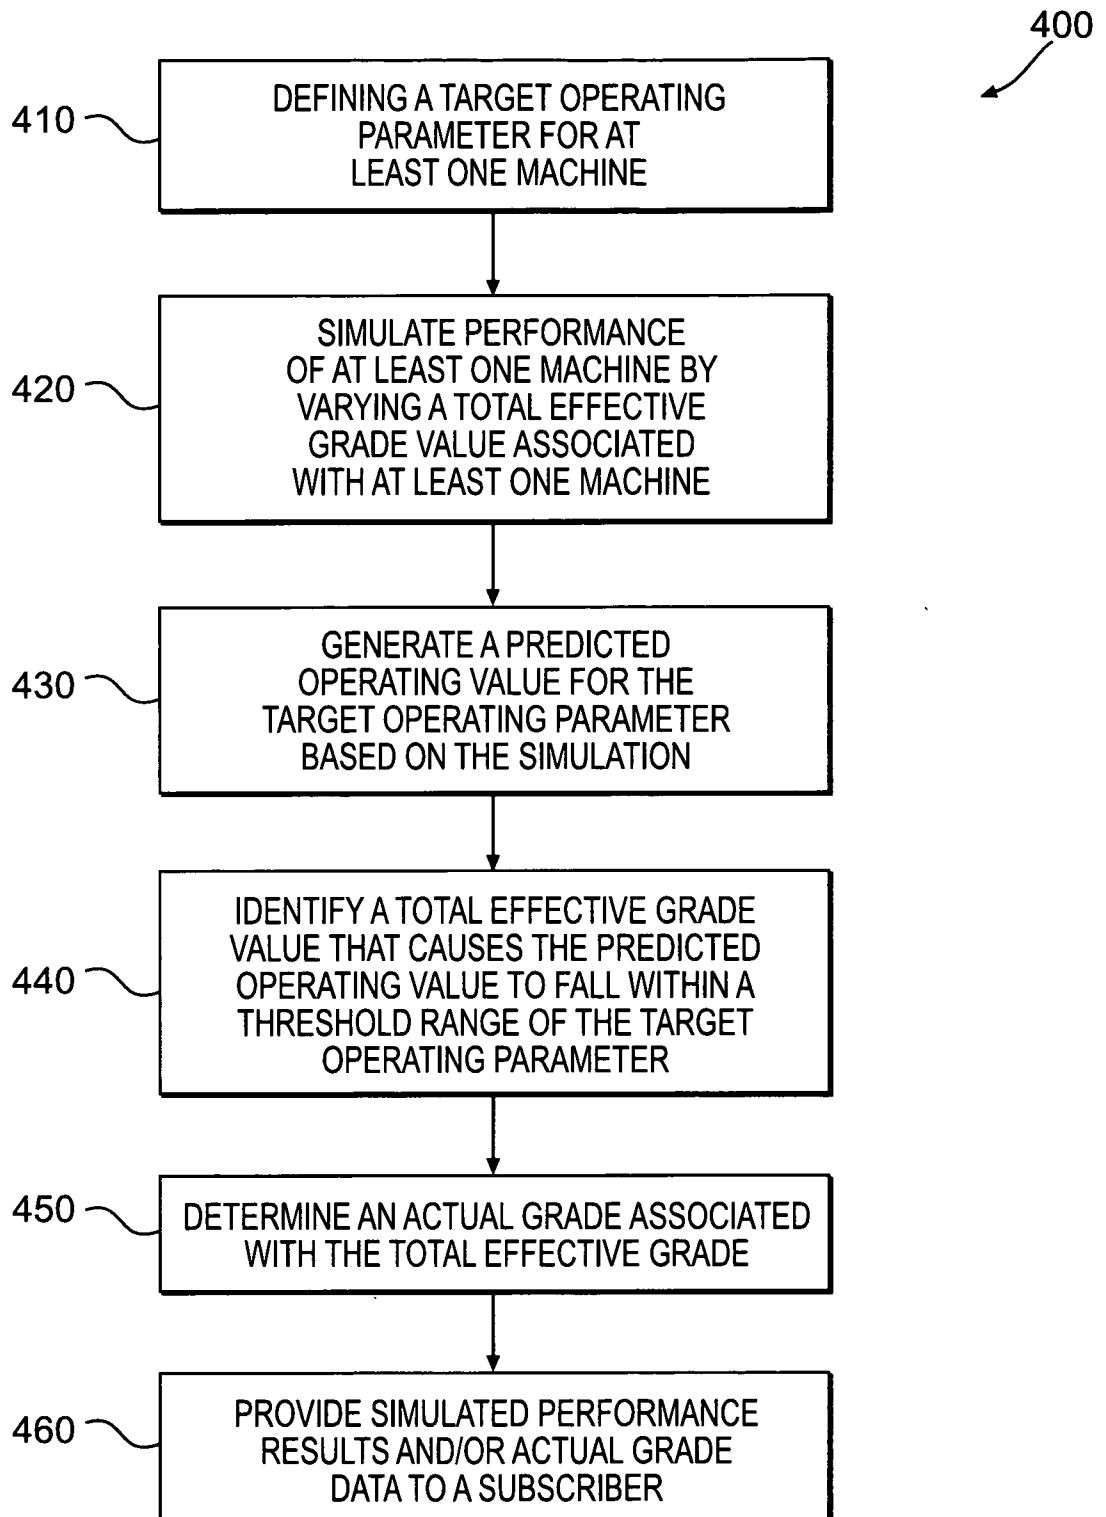 400
410
DEFINING A TARGET OPERATING
PARAMETER FOR AT
LEAST ONE MACHINE
420
SIMULATE PERFORMANCE
OF AT LEAST ONE MACHINE BY
VARYING A TOTAL EFFECTIVE
GRADE VALUE ASSOCIATED
WITH AT LEAST ONE MACHINE
430
GENERATE A PREDICTED
OPERATING VALUE FOR THE
TARGET OPERATING PARAMETER
BASED ON THE SIMULATION
440
IDENTIFY A TOTAL EFFECTIVE GRADE
VALUE THAT CAUSES THE PREDICTED
OPERATING VALUE TO FALL WITHIN A
THRESHOLD RANGE OF THE TARGET
OPERATING PARAMETER
450
DETERMINE AN ACTUAL GRADE ASSOCIATED
WITH THE TOTAL EFFECTIVE GRADE
460
PROVIDE SIMULATED PERFORMANCE
RESULTS AND/OR ACTUAL GRADE
DATA TO A SUBSCRIBER